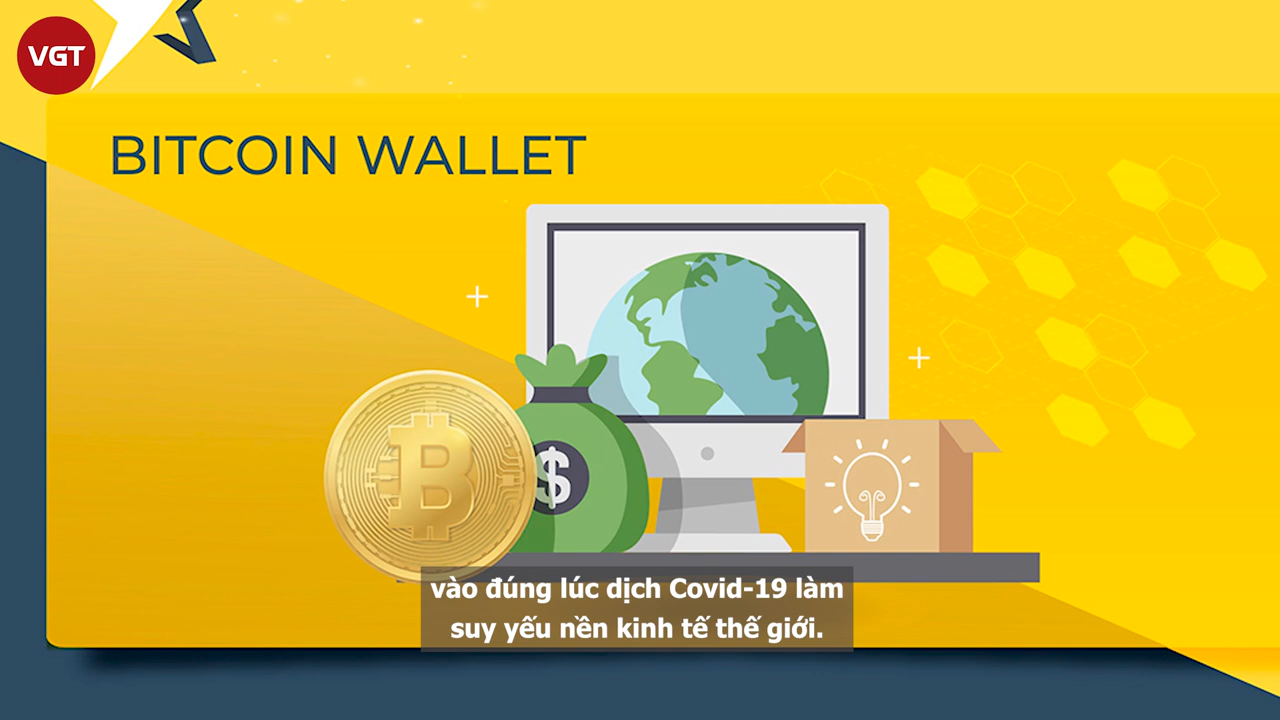 VGT
BITCOIN WALLET
$
vào đúng lúc dịch Covid-19 làm
suy yếu nền kinh tế thế giới.